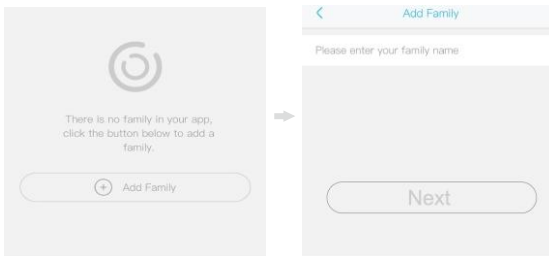 There is no family in your app,
click the button below to add a
family.
Add Family
Add Family
Please enter your family name
Next